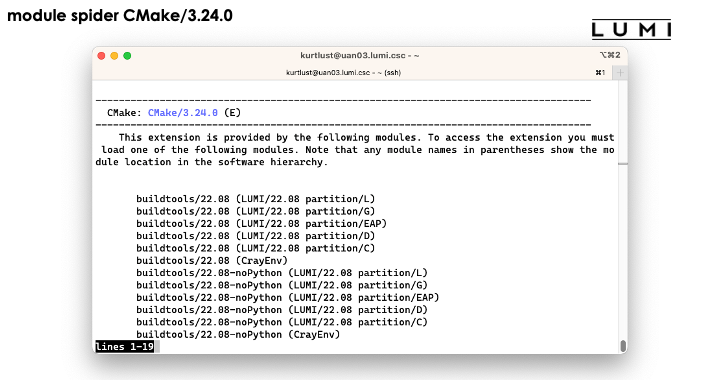 module spider CMake/3.24.0
LUMI
kurtlust@uan03.lumi.csc - ~
⌥⌘2
kurtlust@uan03.lumi.csc - ~ (ssh)
⌘1
+
CMake: CMake/3.24.0 (E)
This extension is provided by the following modules. To access the extension you must
load one of the following modules. Note that any module names in parentheses show the mo
dule location in the software hierarchy.
buildtools/22.08 (LUMI/22.08 partition/L)
buildtools/22.08 (LUMI/22.08 partition/G)
buildtools/22.08 (LUMI/22.08 partition/EAP)
buildtools/22.08 (LUMI/22.08 partition/D)
buildtools/22.08 (LUMI/22.08 partition/C)
buildtools/22.08 (CrayEnv)
buildtools/22.08-noPython (LUMI/22.08 partition/L)
buildtools/22.08-noPython (LUMI/22.08 partition/G)
buildtools/22.08-noPython (LUMI/22.08 partition/EAP)
buildtools/22.08-noPython (LUMI/22.08 partition/D)
buildtools/22.08-noPython (LUMI/22.08 partition/C)
buildtools/22.08-noPython (CrayEnv)
lines 1-19